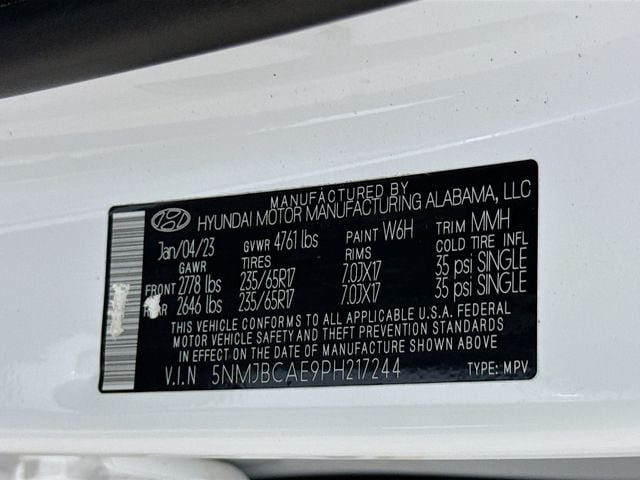 MANUFACTURED BY
HYUNDAI MOTOR MANUFACTURING ALABAMA, LLC
Jan/04/23 GVWR 4761 lbs PAINT W6H TRIM MMH
GAWR TIRES RIMS COLD TIRE INFL
FRONT 2778 lbs 235/65R17 7.0JX17 35 psi SINGLE
2646 lbs 235/65R17 7.0JX17 35 psi SINGLE
THIS VEHICLE CONFORMS TO ALL APPLICABLE U.S.A. FEDERAL
MOTOR VEHICLE SAFETY AND THEFT PREVENTION STANDARDS
IN EFFECT ON THE DATE OF MANUFACTURE SHOWN ABOVE
V.I.N 5NMJBCAE9PH217244 TYPE: MPV